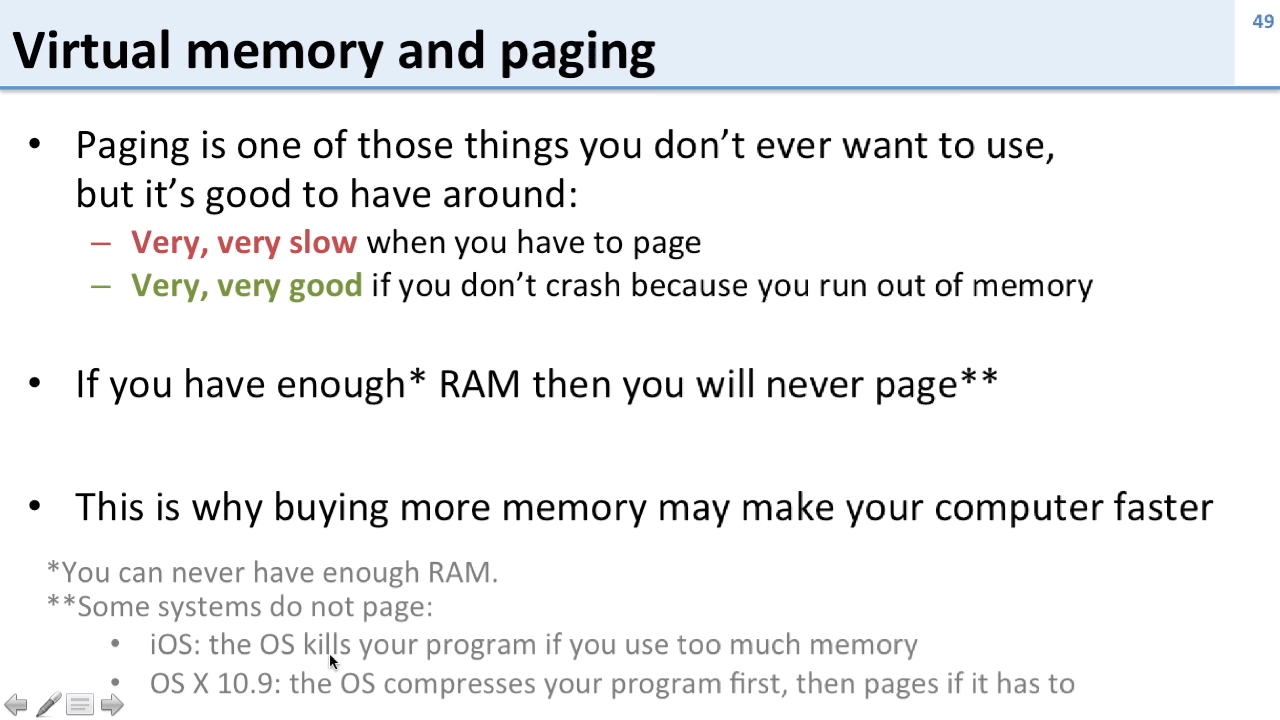 49
Virtual memory and paging
• Paging is one of those things you don’t ever want to use,
but it’s good to have around:
– Very, very slow when you have to page
– Very, very good if you don’t crash because you run out of memory
• If you have enough* RAM then you will never page**
• This is why buying more memory may make your computer faster
*You can never have enough RAM.
**Some systems do not page:
• iOS: the OS kills your program if you use too much memory
• OS X 10.9: the OS compresses your program first, then pages if it has to